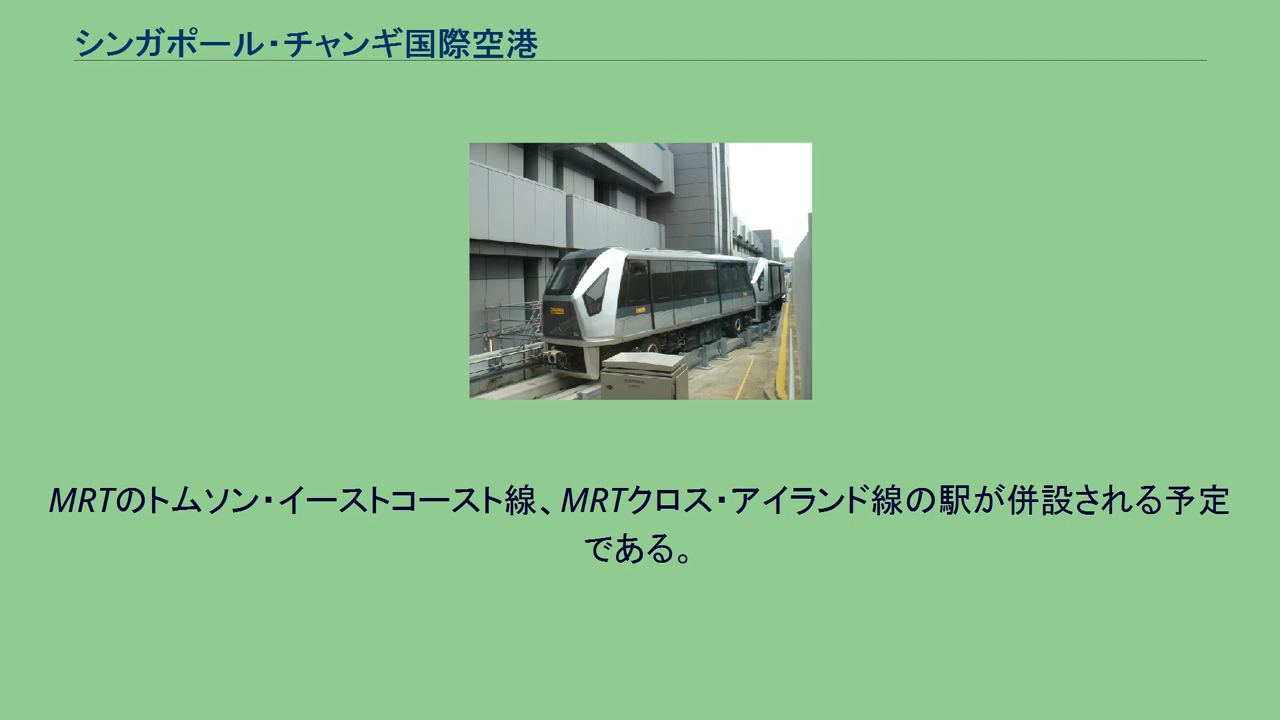 シンガポール・チャンギ国際空港
MRTのトムソン・イーストコースト線、MRTクロス・アイランド線の駅が併設される予定
である。